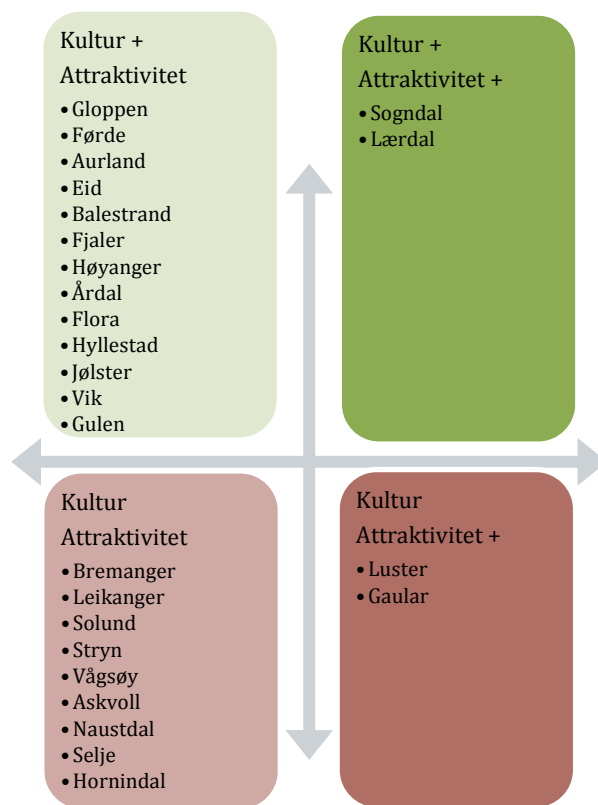 Kultur +
Attraktivitet
• Gloppen
• Førde
• Aurland
• Eid
• Balestrand
• Fjaler
• Høyanger
• Årdal
• Flora
• Hyllestad
• Jølster
• Vik
• Gulen
Kultur +
Attraktivitet +
• Sogndal
• Lærdal
Kultur
Attraktivitet
• Bremanger
• Leikanger
• Solund
• Stryn
• Vågsøy
• Askvoll
• Naustdal
• Selje
• Hornindal
Kultur
Attraktivitet +
• Luster
• Gaular